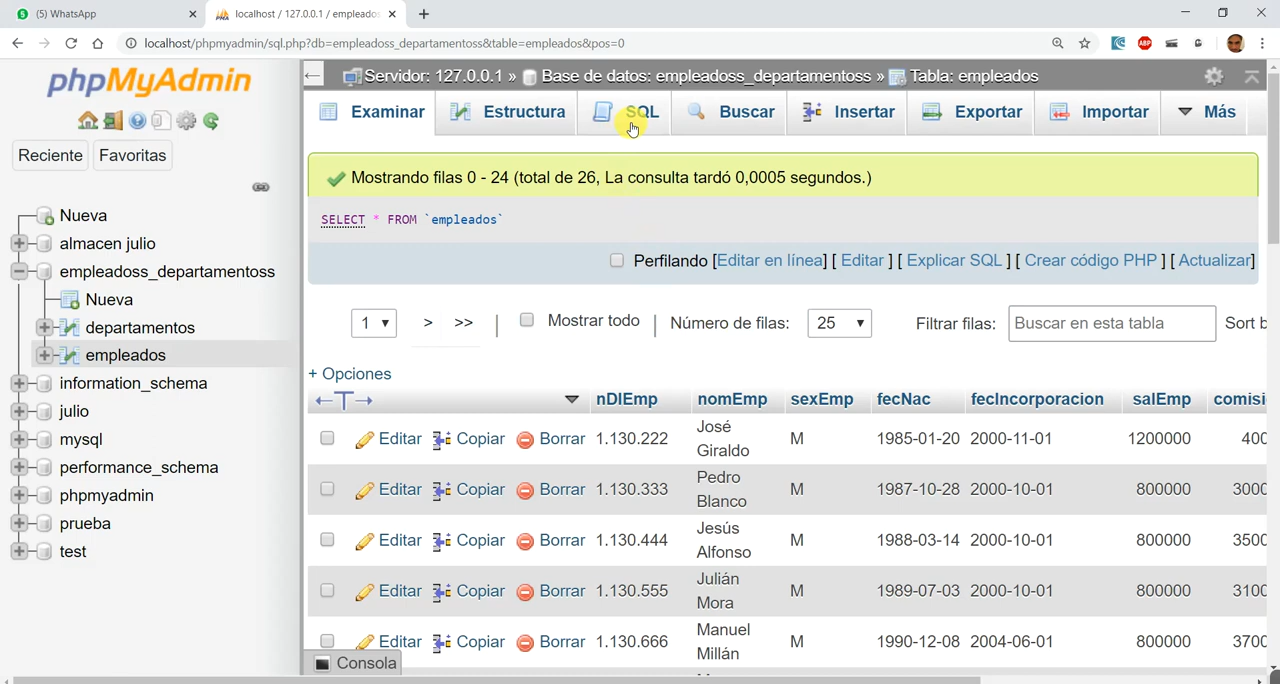 (5) WhatsApp
localhost / 127.0.0.1 / empleados
localhost/phpmyadmin/sql.php?db=empleadoss_departamentoss&table=empleados&pos=0
ABP
phpMyAdmin
Reciente
Favoritas
Nueva
almacen julio
empleadoss_departamentoss
Nueva
departamentos
empleados
information_schema
julio
mysql
performance_schema
phpmyadmin
prueba
test
Servidor: 127.0.0.1 » Base de datos: empleadoss_departamentoss » Tabla: empleados
Examinar Estructura SQL Buscar Insertar Exportar Importar Más
Mostrando filas 0 - 24 (total de 26, La consulta tardó 0,0005 segundos.)
SELECT * FROM `empleados`
Perfilando [Editar en línea] [ Editar ] [ Explicar SQL ] [ Crear código PHP ] [ Actualizar]
1 > >> | Mostrar todo | Número de filas: 25 Filtrar filas: Buscar en esta tabla Sort b
+ Opciones
←T→ nDIEmp nomEmp sexEmp fecNac fecIncorporacion salEmp comisi
Editar Copiar Borrar 1.130.222 José Giraldo M 1985-01-20 2000-11-01 1200000 400
Editar Copiar Borrar 1.130.333 Pedro Blanco M 1987-10-28 2000-10-01 800000 3000
Editar Copiar Borrar 1.130.444 Jesús Alfonso M 1988-03-14 2000-10-01 800000 3500
Editar Copiar Borrar 1.130.555 Julián Mora M 1989-07-03 2000-10-01 800000 3100
Editar Copiar Borrar 1.130.666 Manuel Millán M 1990-12-08 2004-06-01 800000 3700
Consola